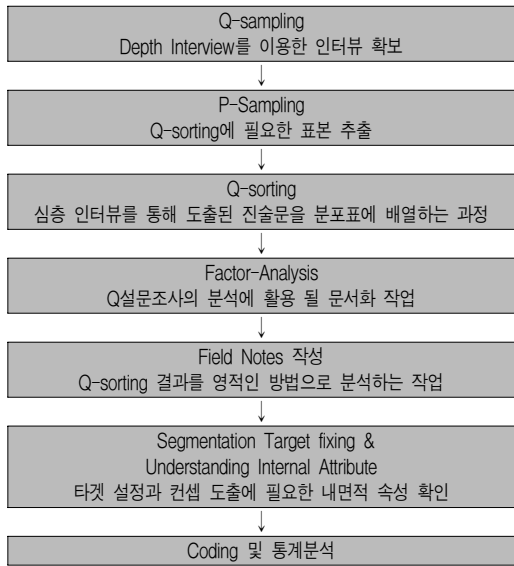 Q-sampling
Depth Interview를 이용한 인터뷰 확보
↓
P-Sampling
Q-sorting에 필요한 표본 추출
↓
Q-sorting
심층 인터뷰를 통해 도출된 진술문을 분포표에 배열하는 과정
↓
Factor-Analysis
Q설문조사의 분석에 활용 될 문서화 작업
↓
Field Notes 작성
Q-sorting 결과를 영적인 방법으로 분석하는 작업
↓
Segmentation Target fixing &
Understanding Internal Attribute
타겟 설정과 컨셉 도출에 필요한 내면적 속성 확인
↓
Coding 및 통계분석